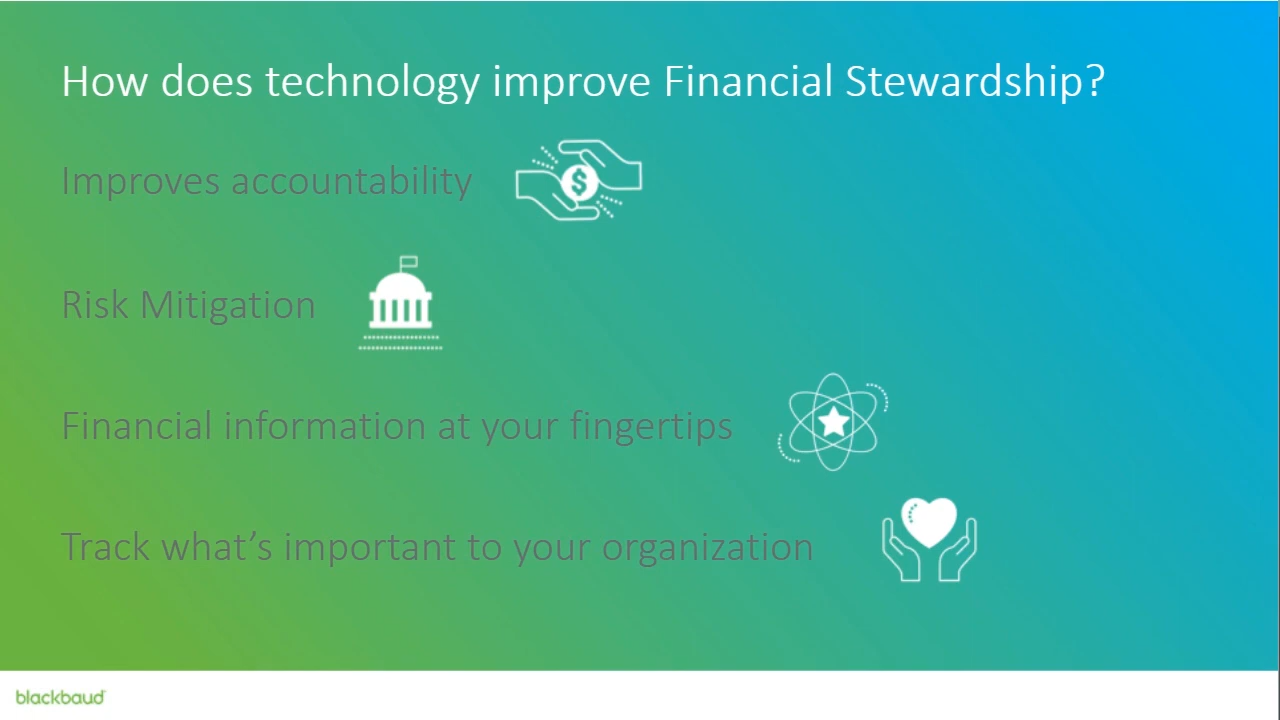 How does technology improve Financial Stewardship?
Improves accountability
$
Risk Mitigation
Financial information at your fingertips
Track what’s important to your organization
blackbaud